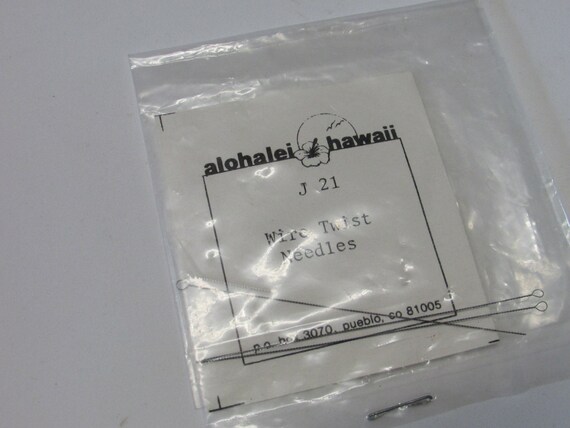 alohalei hawaii
J 21
Wire Twist
Needles
p.o. box 3070, pueblo, co 81005